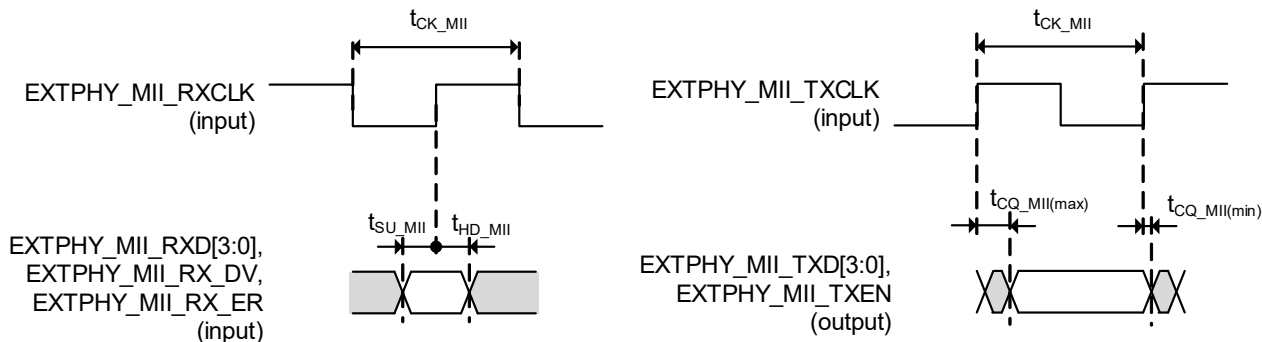 t_CK_MII
EXTPHY_MII_RXCLK
(input)
t_SU_MII
t_HD_MII
EXTPHY_MII_RXD[3:0],
EXTPHY_MII_RX_DV,
EXTPHY_MII_RX_ER
(input)
t_CK_MII
EXTPHY_MII_TXCLK
(input)
t_CQ_MII(max)
t_CQ_MII(min)
EXTPHY_MII_TXD[3:0],
EXTPHY_MII_TXEN
(output)